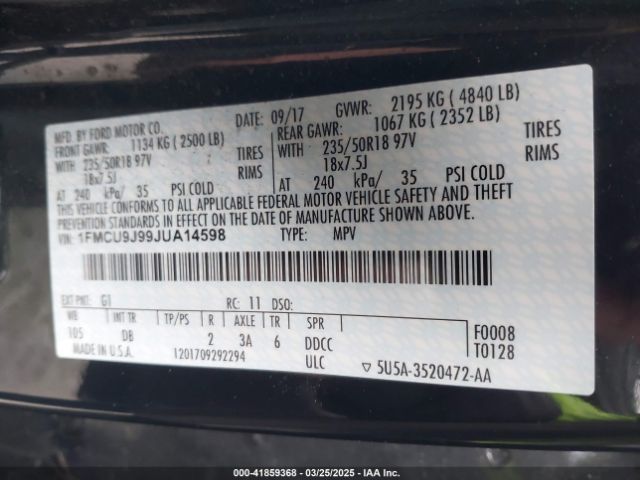 MFD. BY FORD MOTOR CO.
DATE: 09/17 GVWR: 2195 KG ( 4840 LB)
FRONT GAWR: 1134 KG ( 2500 LB) REAR GAWR: 1067 KG ( 2352 LB)
WITH 235/50R18 97V TIRES WITH 235/50R18 97V TIRES
18x7.5J RIMS 18x7.5J RIMS
AT 240 kPa/ 35 PSI COLD AT 240 kPa/ 35 PSI COLD
THIS VEHICLE CONFORMS TO ALL APPLICABLE FEDERAL MOTOR VEHICLE SAFETY AND THEFT
PREVENTION STANDARDS IN EFFECT ON THE DATE OF MANUFACTURE SHOWN ABOVE.
VIN: 1FMCU9J99JUA14598 TYPE: MPV
EXT PNT: G1 RC: 11 DSO:
WB INT TR TP/PS R AXLE TR SPR F0008
105 DB 2 3A 6 DDCC T0128
MADE IN U.S.A. 1201709292294 ULC ▽ 5U5A-3520472-AA
000-41859368 | 03/25/2025 | IAA Inc.